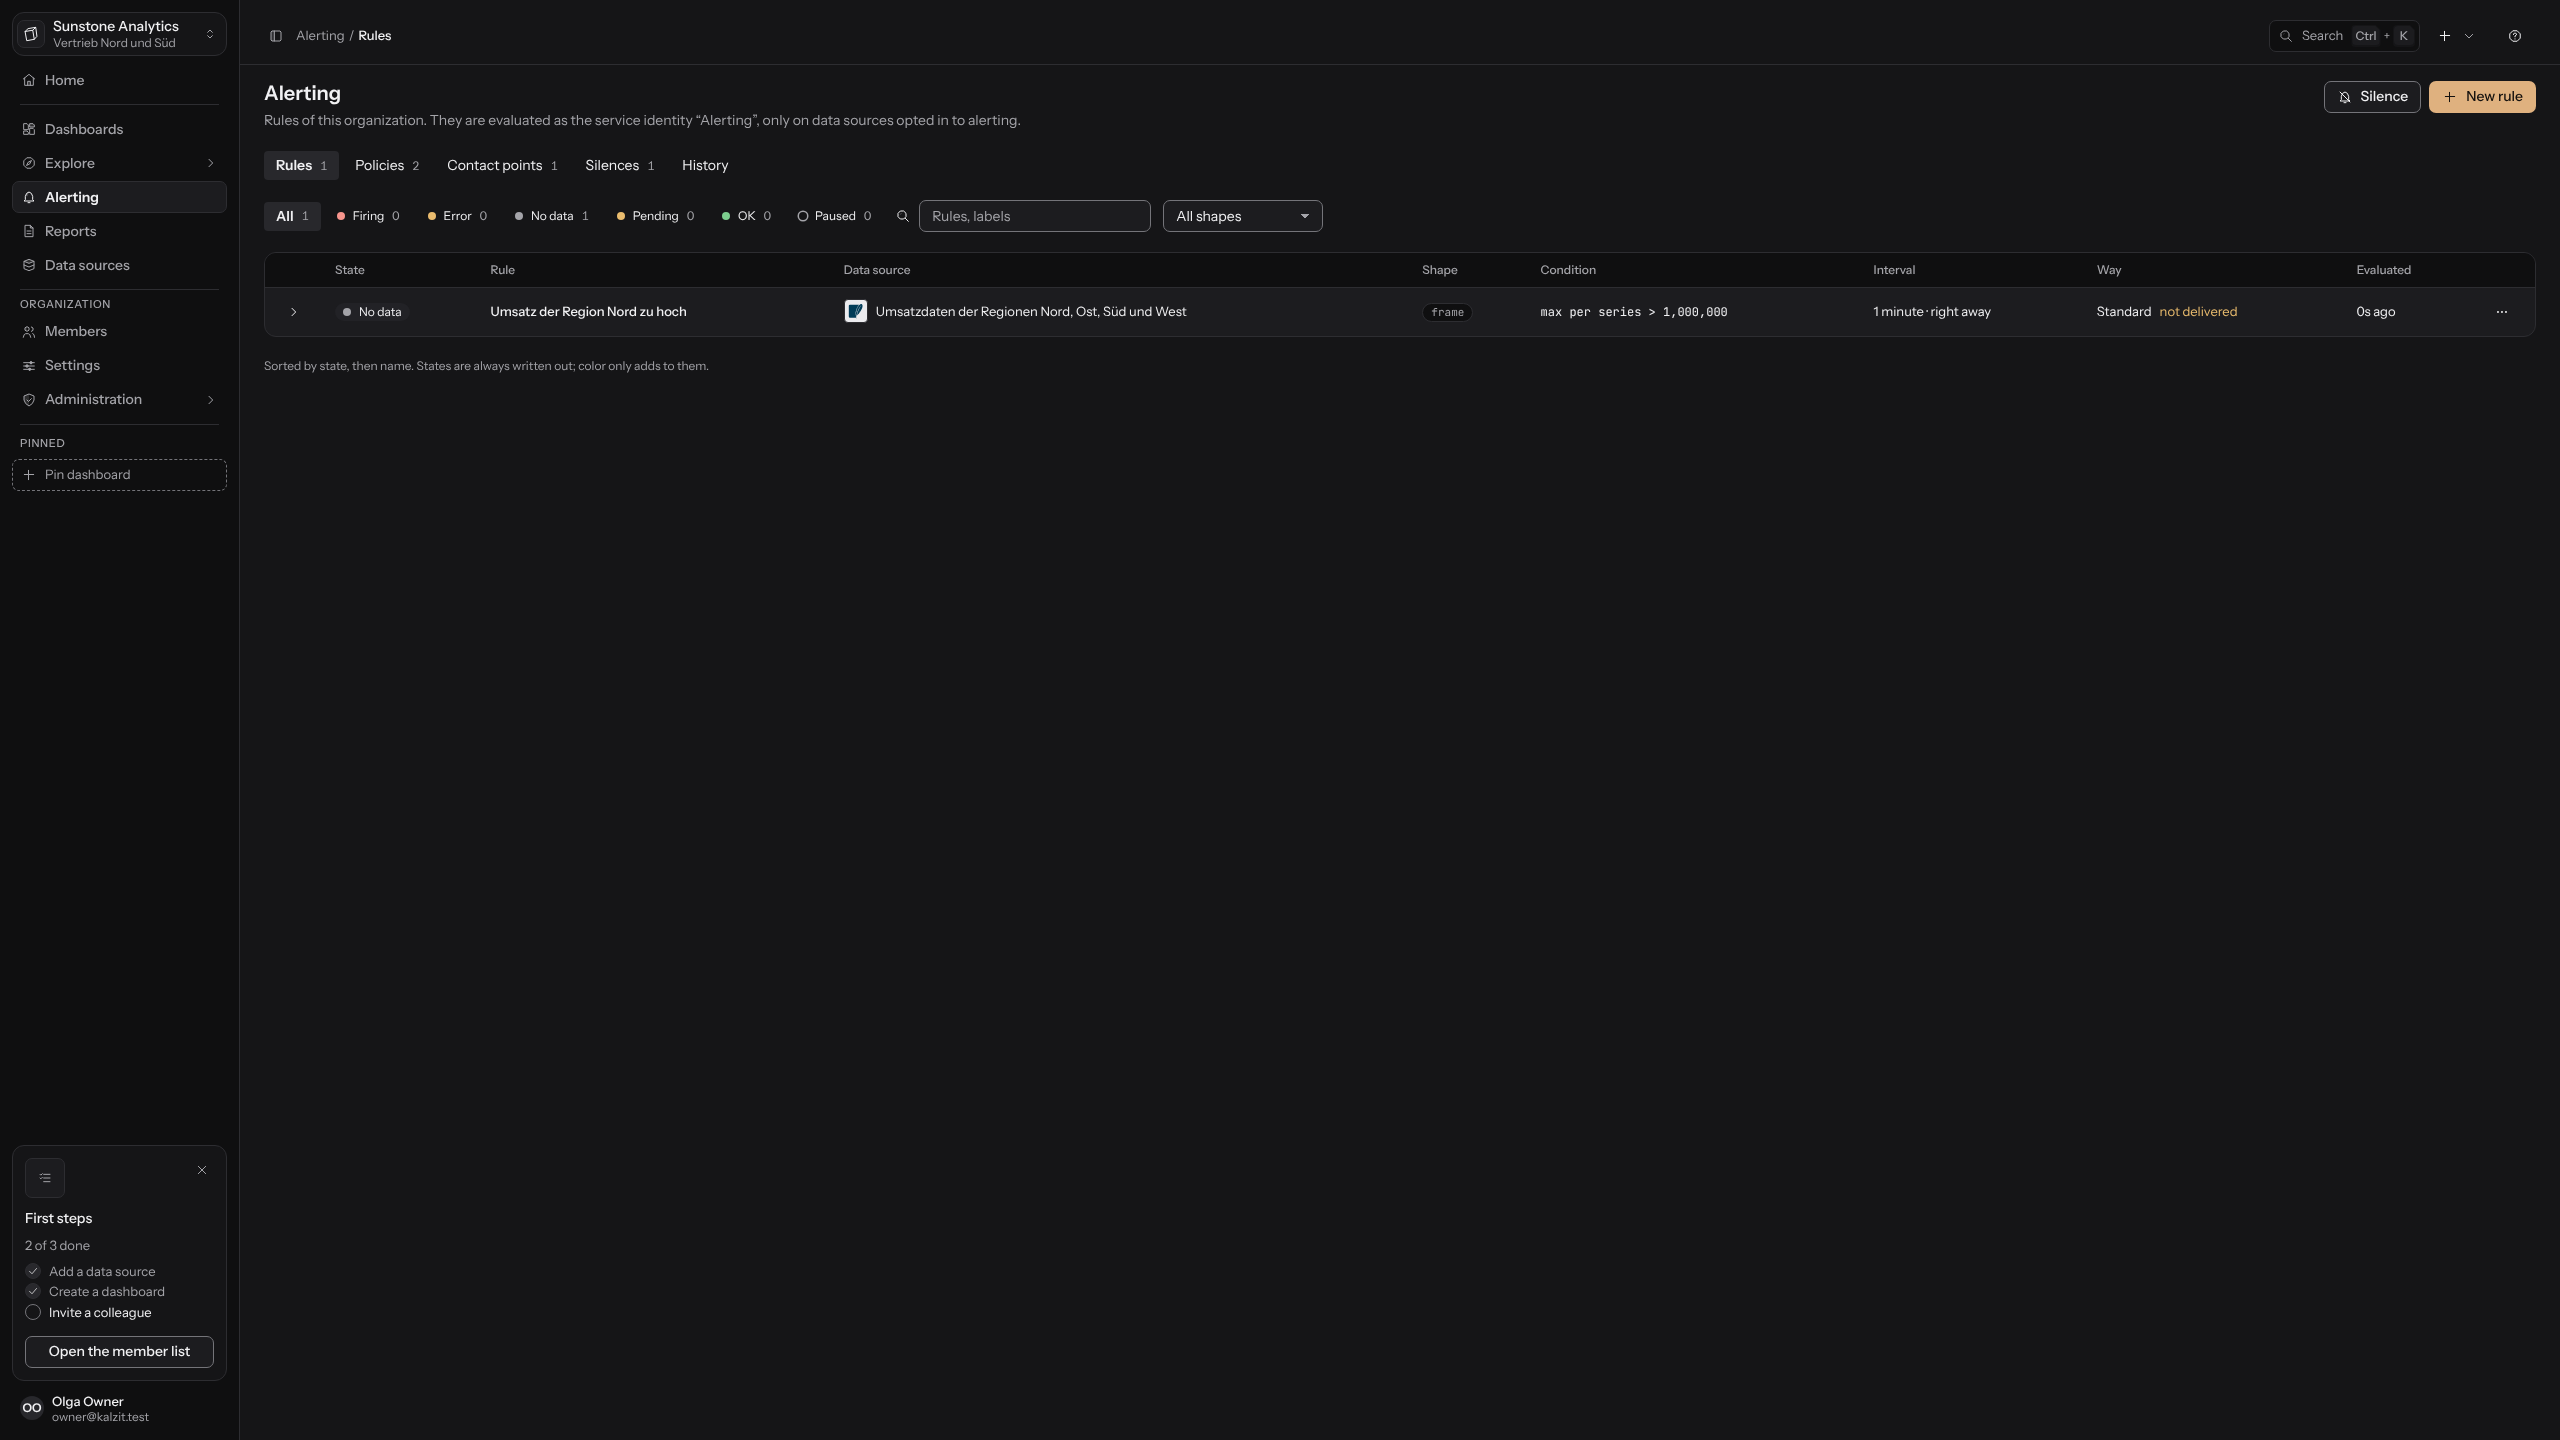 Sunstone Analytics
Vertrieb Nord und Süd
Home
Dashboards
Explore
Alerting
Reports
Data sources
ORGANIZATION
Members
Settings
Administration
PINNED
Pin dashboard
First steps
2 of 3 done
Add a data source
Create a dashboard
Invite a colleague
Open the member list
OO
Olga Owner
owner@kalzit.test
Alerting / Rules
Search Ctrl + K
Alerting
Rules of this organization. They are evaluated as the service identity “Alerting”, only on data sources opted in to alerting.
Silence
New rule
Rules 1 Policies 2 Contact points 1 Silences 1 History
All 1 Firing 0 Error 0 No data 1 Pending 0 OK 0 Paused 0 Rules, labels All shapes
State Rule Data source Shape Condition Interval Way Evaluated
No data Umsatz der Region Nord zu hoch Umsatzdaten der Regionen Nord, Ost, Süd und West frame max per series > 1,000,000 1 minute · right away Standard not delivered 0s ago
Sorted by state, then name. States are always written out; color only adds to them.